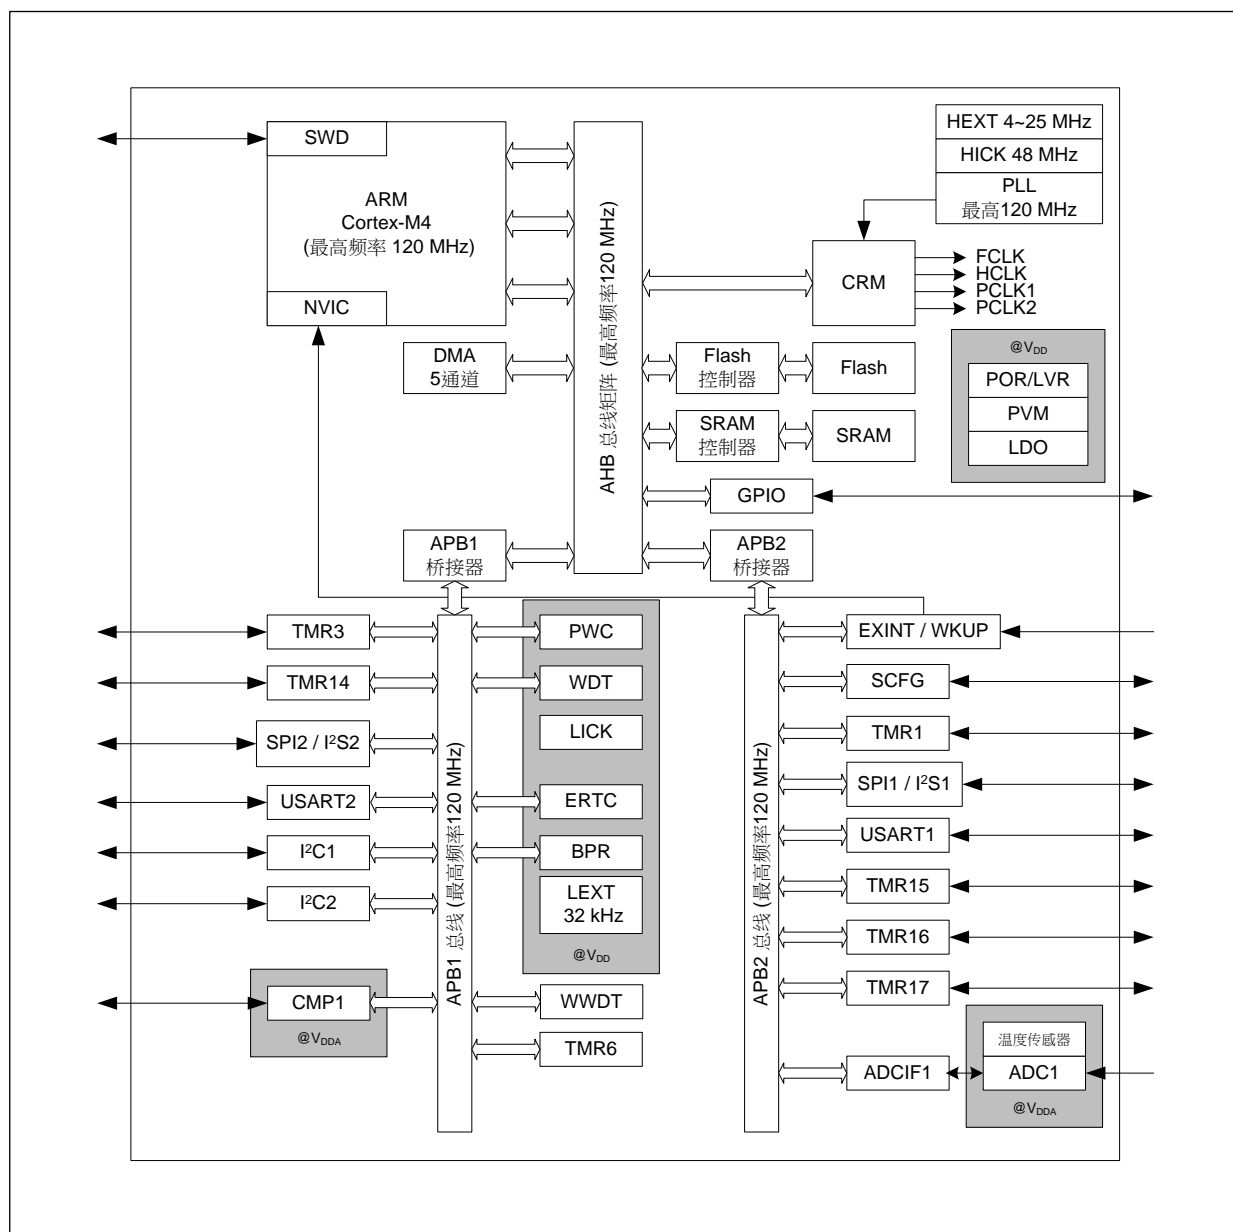 SWD
ARM
Cortex-M4
(最高频率 120 MHz)
NVIC
AHB 总线矩阵 (最高频率120 MHz)
HEXT 4~25 MHz
HICK 48 MHz
PLL
最高120 MHz
CRM
FCLK
HCLK
PCLK1
PCLK2
DMA
5通道
Flash
控制器
Flash
SRAM
控制器
SRAM
@VDD
POR/LVR
PVM
LDO
GPIO
APB1
桥接器
APB2
桥接器
TMR3
TMR14
SPI2 / I²S2
USART2
I²C1
I²C2
CMP1
@VDDA
APB1 总线 (最高频率120 MHz)
PWC
WDT
LICK
ERTC
BPR
LEXT
32 kHz
@VDD
WWDT
TMR6
APB2 总线 (最高频率120 MHz)
EXINT / WKUP
SCFG
TMR1
SPI1 / I²S1
USART1
TMR15
TMR16
TMR17
ADCIF1
温度传感器
ADC1
@VDDA